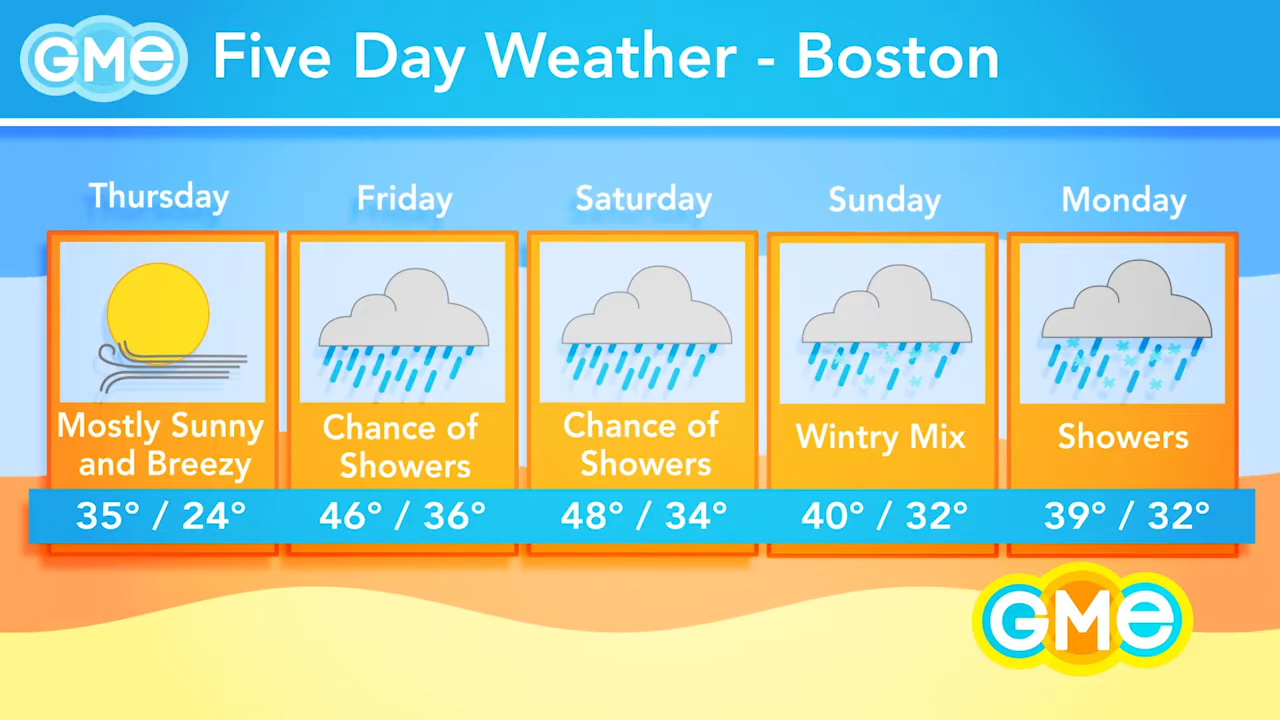 GMe Five Day Weather - Boston
Thursday
Friday
Saturday
Sunday
Monday
Mostly Sunny
and Breezy
Chance of
Showers
Chance of
Showers
Wintry Mix
Showers
35° / 24°
46° / 36°
48° / 34°
40° / 32°
39° / 32°
GMe